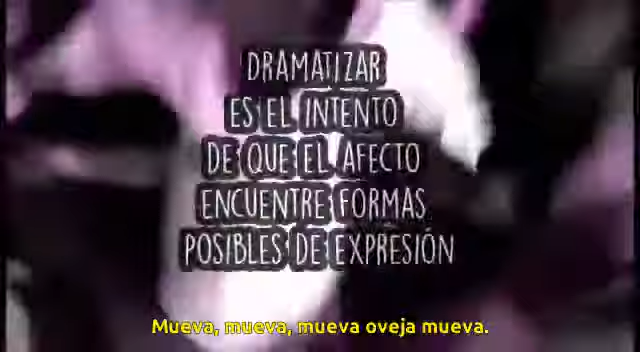 DRAMATIZAR
ES EL INTENTO
DE QUE EL AFECTO
ENCUENTRE FORMAS
POSIBLES DE EXPRESIÓN
Mueva, mueva, mueva oveja mueva.